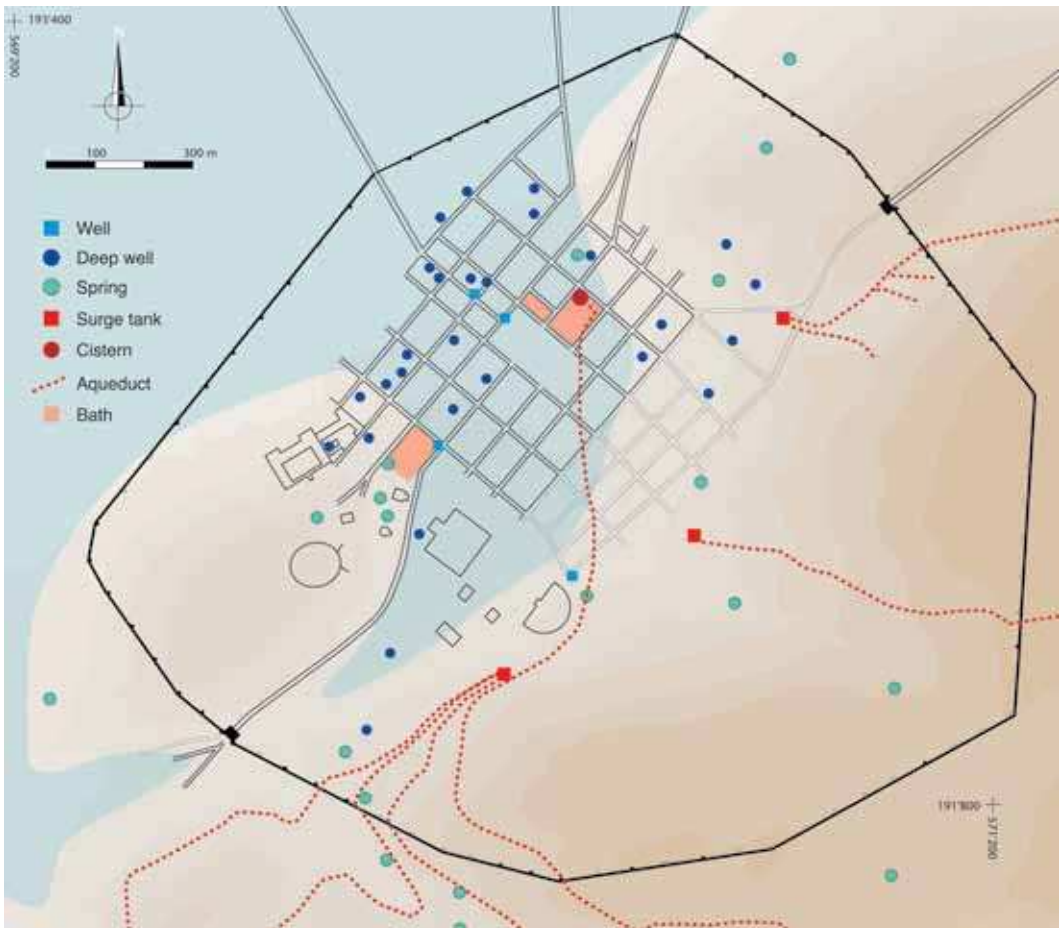 191'400
569'200
N
100
300 m
Well
Deep well
Spring
Surge tank
Cistern
Aqueduct
Bath
191'800
571'200